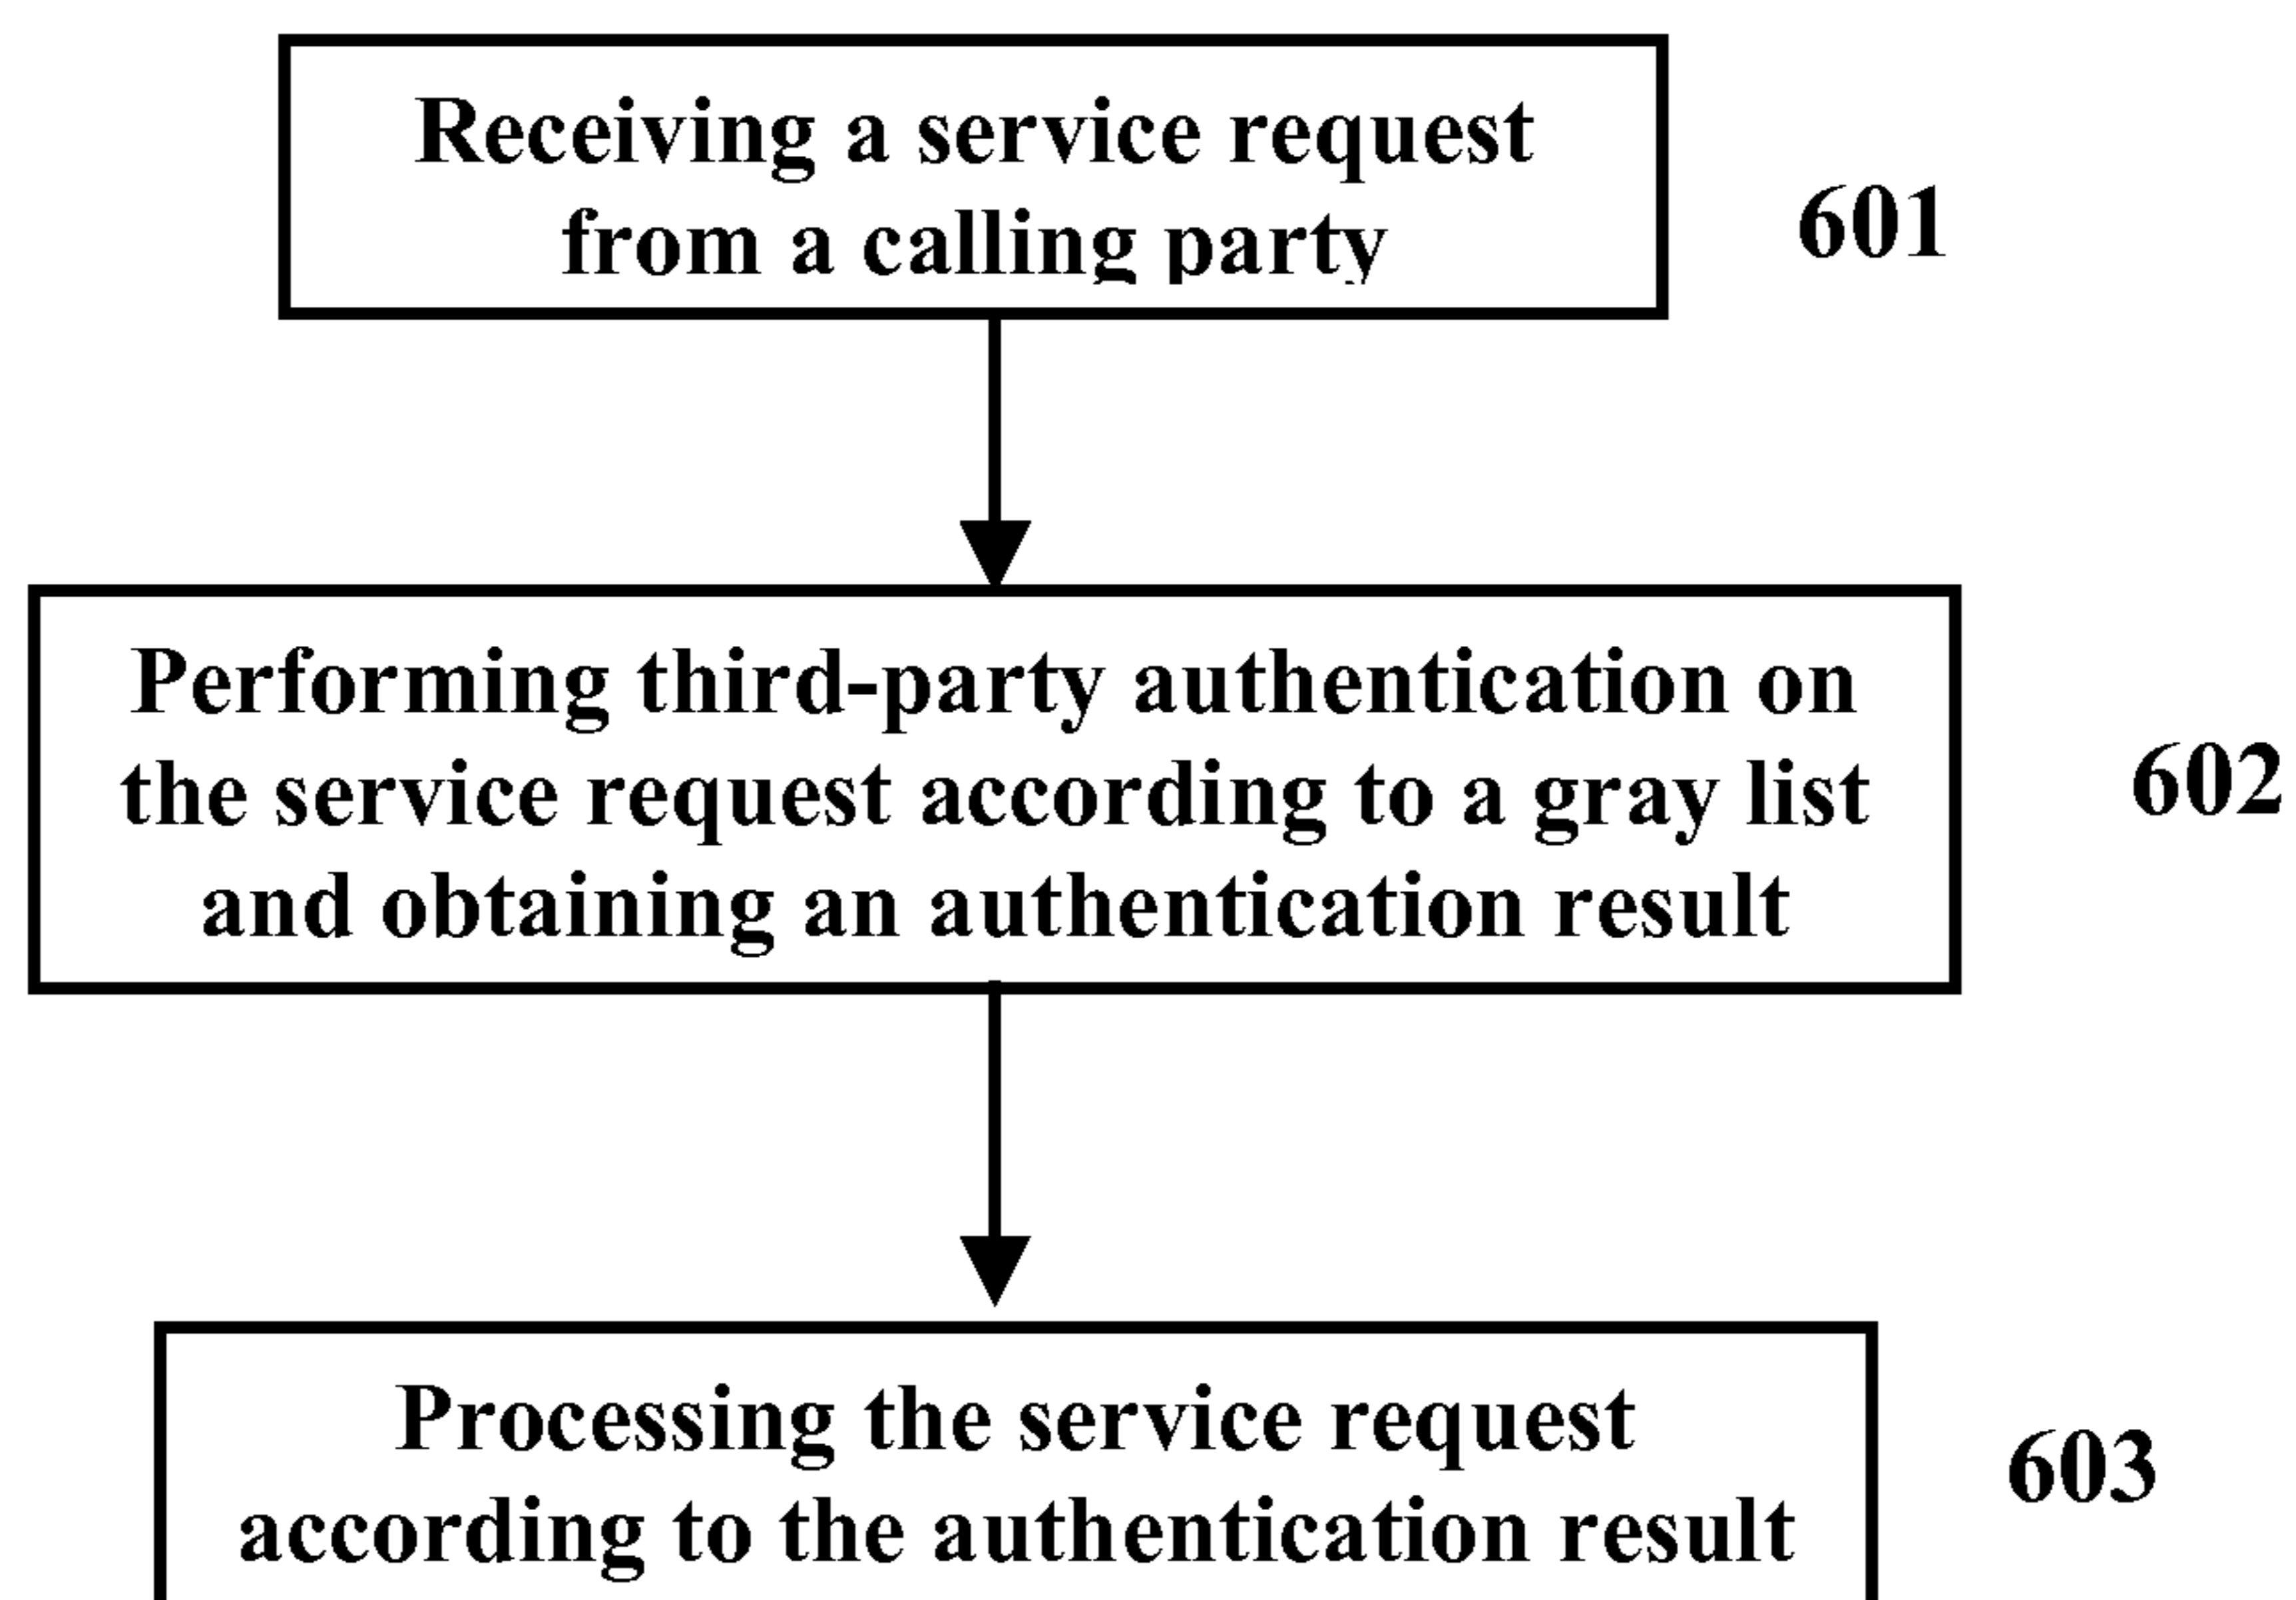 Receiving a service request
from a calling party
601
Performing third-party authentication on
the service request according to a gray list
and obtaining an authentication result
602
Processing the service request
according to the authentication result
603